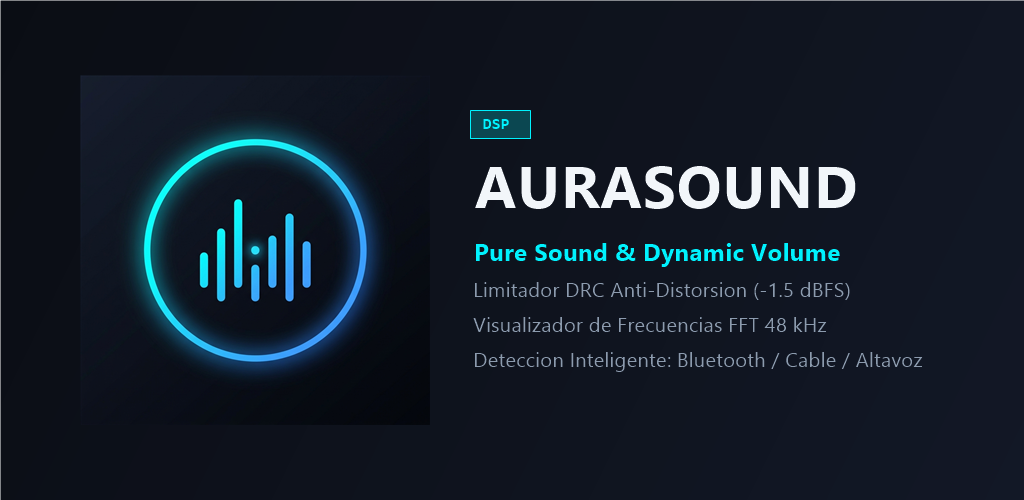 DSP
AURASOUND
Pure Sound & Dynamic Volume
Limitador DRC Anti-Distorsion (-1.5 dBFS)
Visualizador de Frecuencias FFT 48 kHz
Deteccion Inteligente: Bluetooth / Cable / Altavoz